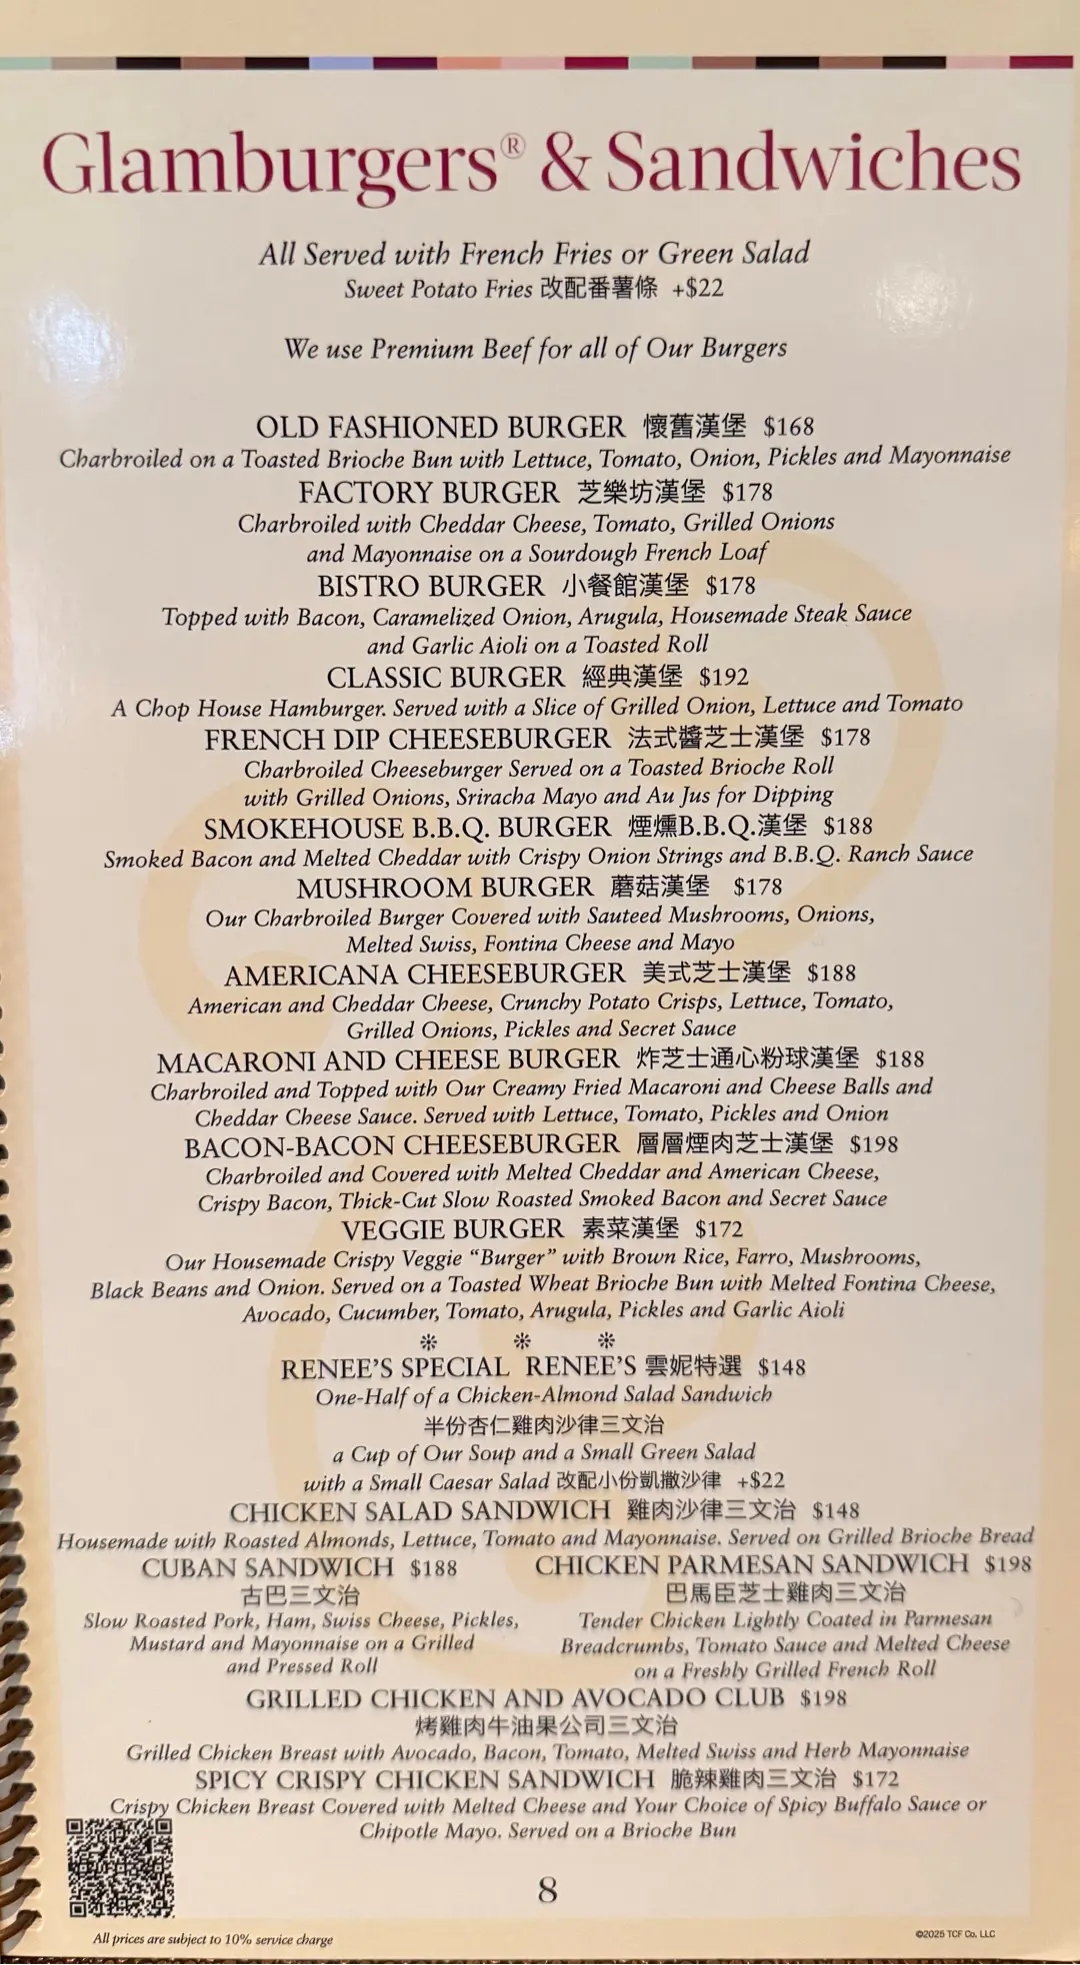 Glamburgers® & Sandwiches
All Served with French Fries or Green Salad
Sweet Potato Fries 改配番薯條 +$22
We use Premium Beef for all of Our Burgers
OLD FASHIONED BURGER 懷舊漢堡 $168
Charbroiled on a Toasted Brioche Bun with Lettuce, Tomato, Onion, Pickles and Mayonnaise
FACTORY BURGER 芝樂坊漢堡 $178
Charbroiled with Cheddar Cheese, Tomato, Grilled Onions
and Mayonnaise on a Sourdough French Loaf
BISTRO BURGER 小餐館漢堡 $178
Topped with Bacon, Caramelized Onion, Arugula, Housemade Steak Sauce
and Garlic Aioli on a Toasted Roll
CLASSIC BURGER 經典漢堡 $192
A Chop House Hamburger. Served with a Slice of Grilled Onion, Lettuce and Tomato
FRENCH DIP CHEESEBURGER 法式醬芝士漢堡 $178
Charbroiled Cheeseburger Served on a Toasted Brioche Roll
with Grilled Onions, Sriracha Mayo and Au Jus for Dipping
SMOKEHOUSE B.B.Q. BURGER 煙燻B.B.Q.漢堡 $188
Smoked Bacon and Melted Cheddar with Crispy Onion Strings and B.B.Q. Ranch Sauce
MUSHROOM BURGER 蘑菇漢堡 $178
Our Charbroiled Burger Covered with Sauteed Mushrooms, Onions,
Melted Swiss, Fontina Cheese and Mayo
AMERICANA CHEESEBURGER 美式芝士漢堡 $188
American and Cheddar Cheese, Crunchy Potato Crisps, Lettuce, Tomato,
Grilled Onions, Pickles and Secret Sauce
MACARONI AND CHEESE BURGER 炸芝士通心粉球漢堡 $188
Charbroiled and Topped with Our Creamy Fried Macaroni and Cheese Balls and
Cheddar Cheese Sauce. Served with Lettuce, Tomato, Pickles and Onion
BACON-BACON CHEESEBURGER 層層煙肉芝士漢堡 $198
Charbroiled and Covered with Melted Cheddar and American Cheese,
Crispy Bacon, Thick-Cut Slow Roasted Smoked Bacon and Secret Sauce
VEGGIE BURGER 素菜漢堡 $172
Our Housemade Crispy Veggie “Burger” with Brown Rice, Farro, Mushrooms,
Black Beans and Onion. Served on a Toasted Wheat Brioche Bun with Melted Fontina Cheese,
Avocado, Cucumber, Tomato, Arugula, Pickles and Garlic Aioli
RENEE’S SPECIAL RENEE’S 雲妮特選 $148
One-Half of a Chicken-Almond Salad Sandwich
半份杏仁雞肉沙律三文治
a Cup of Our Soup and a Small Green Salad
with a Small Caesar Salad 改配小份凱撒沙律 +$22
CHICKEN SALAD SANDWICH 雞肉沙律三文治 $148
Housemade with Roasted Almonds, Lettuce, Tomato and Mayonnaise. Served on Grilled Brioche Bread
CUBAN SANDWICH $188
古巴三文治
Slow Roasted Pork, Ham, Swiss Cheese, Pickles,
Mustard and Mayonnaise on a Grilled
and Pressed Roll
CHICKEN PARMESAN SANDWICH $198
巴馬臣芝士雞肉三文治
Tender Chicken Lightly Coated in Parmesan
Breadcrumbs, Tomato Sauce and Melted Cheese
on a Freshly Grilled French Roll
GRILLED CHICKEN AND AVOCADO CLUB $198
烤雞肉牛油果公司三文治
Grilled Chicken Breast with Avocado, Bacon, Tomato, Melted Swiss and Herb Mayonnaise
SPICY CRISPY CHICKEN SANDWICH 脆辣雞肉三文治 $172
Crispy Chicken Breast Covered with Melted Cheese and Your Choice of Spicy Buffalo Sauce or
Chipotle Mayo. Served on a Brioche Bun
8
All prices are subject to 10% service charge
©2025 TCF Co. LLC